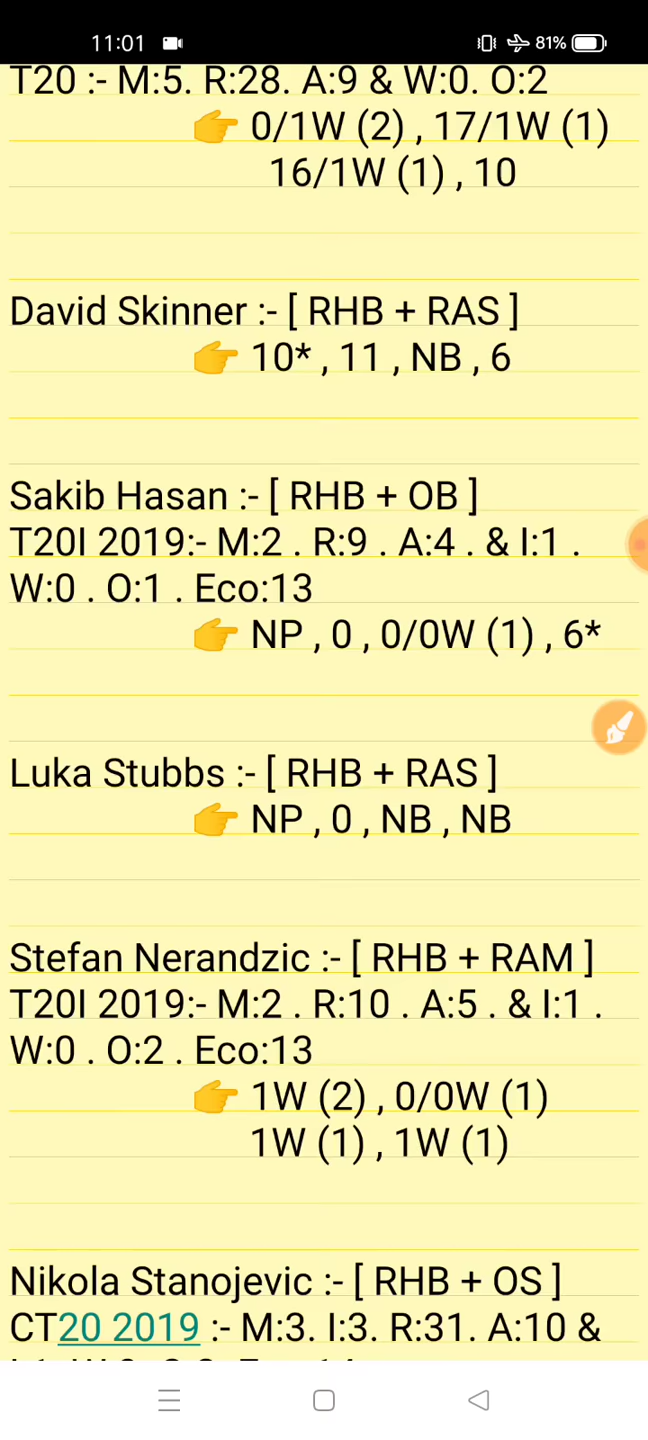 11:01 81%
T20 :- M:5. R:28. A:9 & W:0. O:2
👉 0/1W (2) , 17/1W (1)
16/1W (1) , 10
David Skinner :- [ RHB + RAS ]
👉 10* , 11 , NB , 6
Sakib Hasan :- [ RHB + OB ]
T20I 2019:- M:2 . R:9 . A:4 . & I:1 .
W:0 . O:1 . Eco:13
👉 NP , 0 , 0/0W (1) , 6*
Luka Stubbs :- [ RHB + RAS ]
👉 NP , 0 , NB , NB
Stefan Nerandzic :- [ RHB + RAM ]
T20I 2019:- M:2 . R:10 . A:5 . & I:1 .
W:0 . O:2 . Eco:13
👉 1W (2) , 0/0W (1)
1W (1) , 1W (1)
Nikola Stanojevic :- [ RHB + OS ]
CT20 2019 :- M:3. I:3. R:31. A:10 &